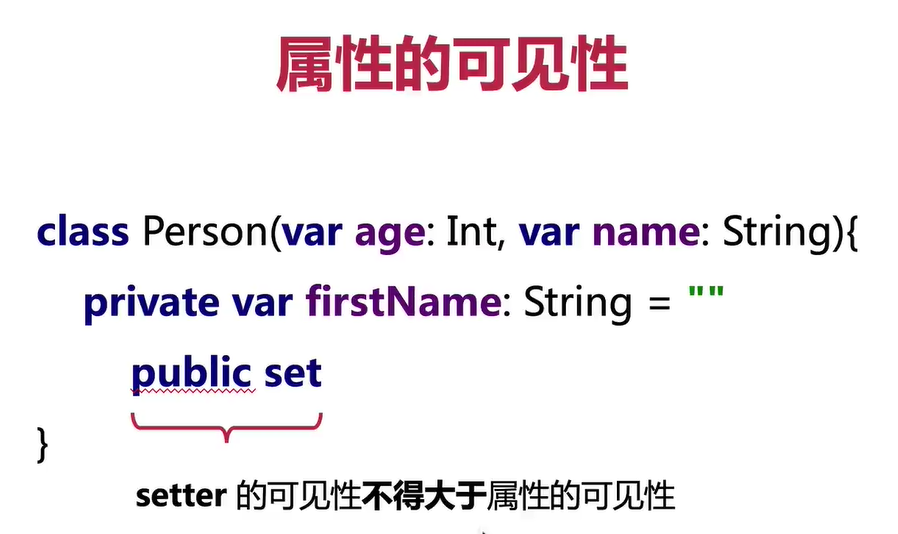 属性的可见性
class Person(var age: Int, var name: String){
private var firstName: String = ""
public set
}
setter 的可见性不得大于属性的可见性